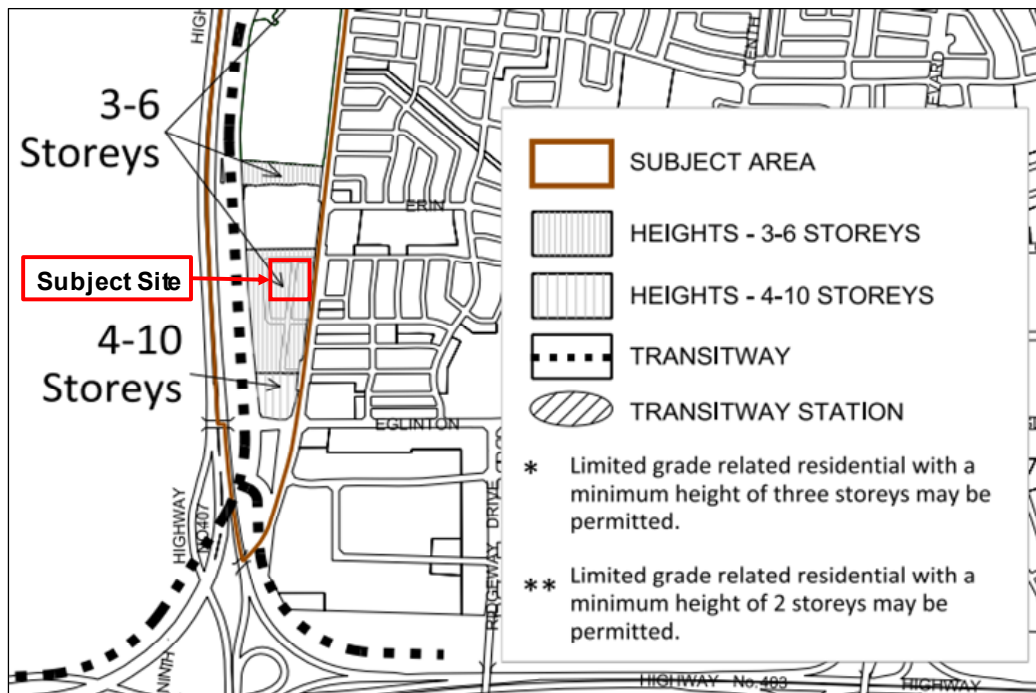 HIGH
3-6
Storeys
Subject Site
4-10
Storeys
ERIN
EGLINTON
TENTH
EVARD
HIGHWAY
NO407
NINTH
RIDGEWAY DRIVE
HIGHWAY No. 403
HIGHWAY
SUBJECT AREA
HEIGHTS - 3-6 STOREYS
HEIGHTS - 4-10 STOREYS
TRANSITWAY
TRANSITWAY STATION
* Limited grade related residential with a
minimum height of three storeys may be
permitted.
** Limited grade related residential with a
minimum height of 2 storeys may be
permitted.